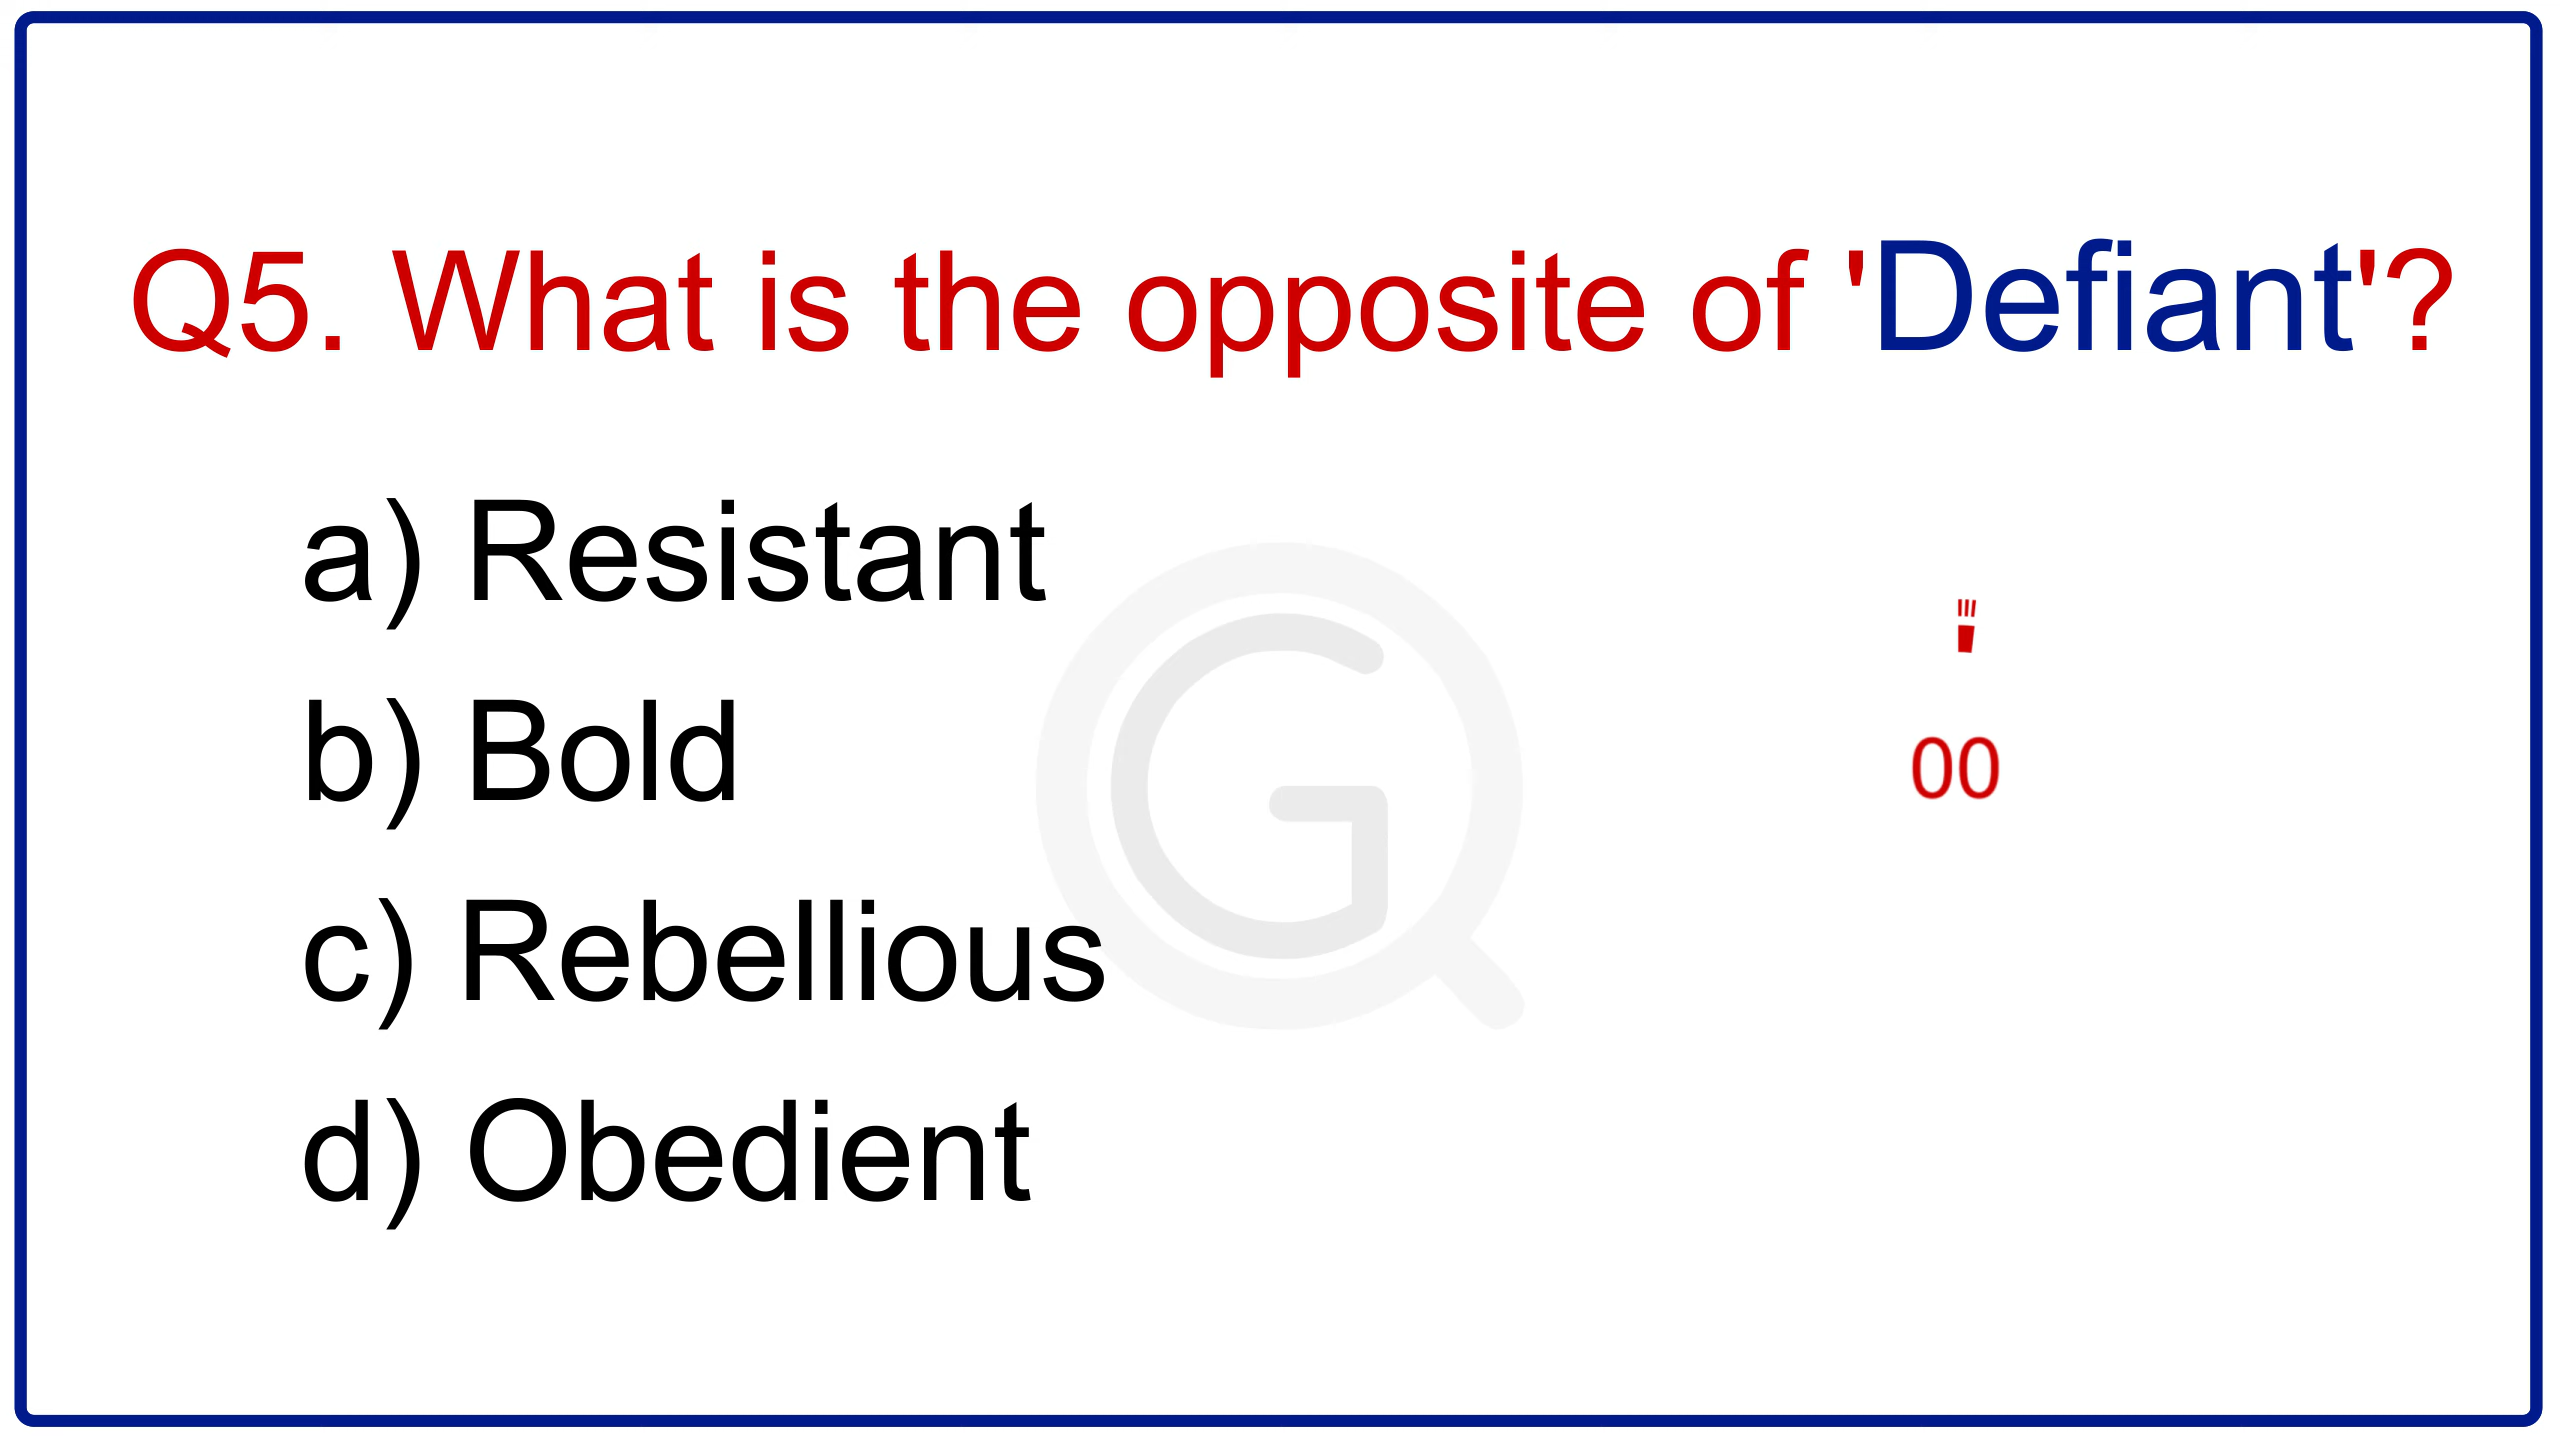 Q5. What is the opposite of 'Defiant'?
a) Resistant
b) Bold
00
c) Rebellious
d) Obedient
G